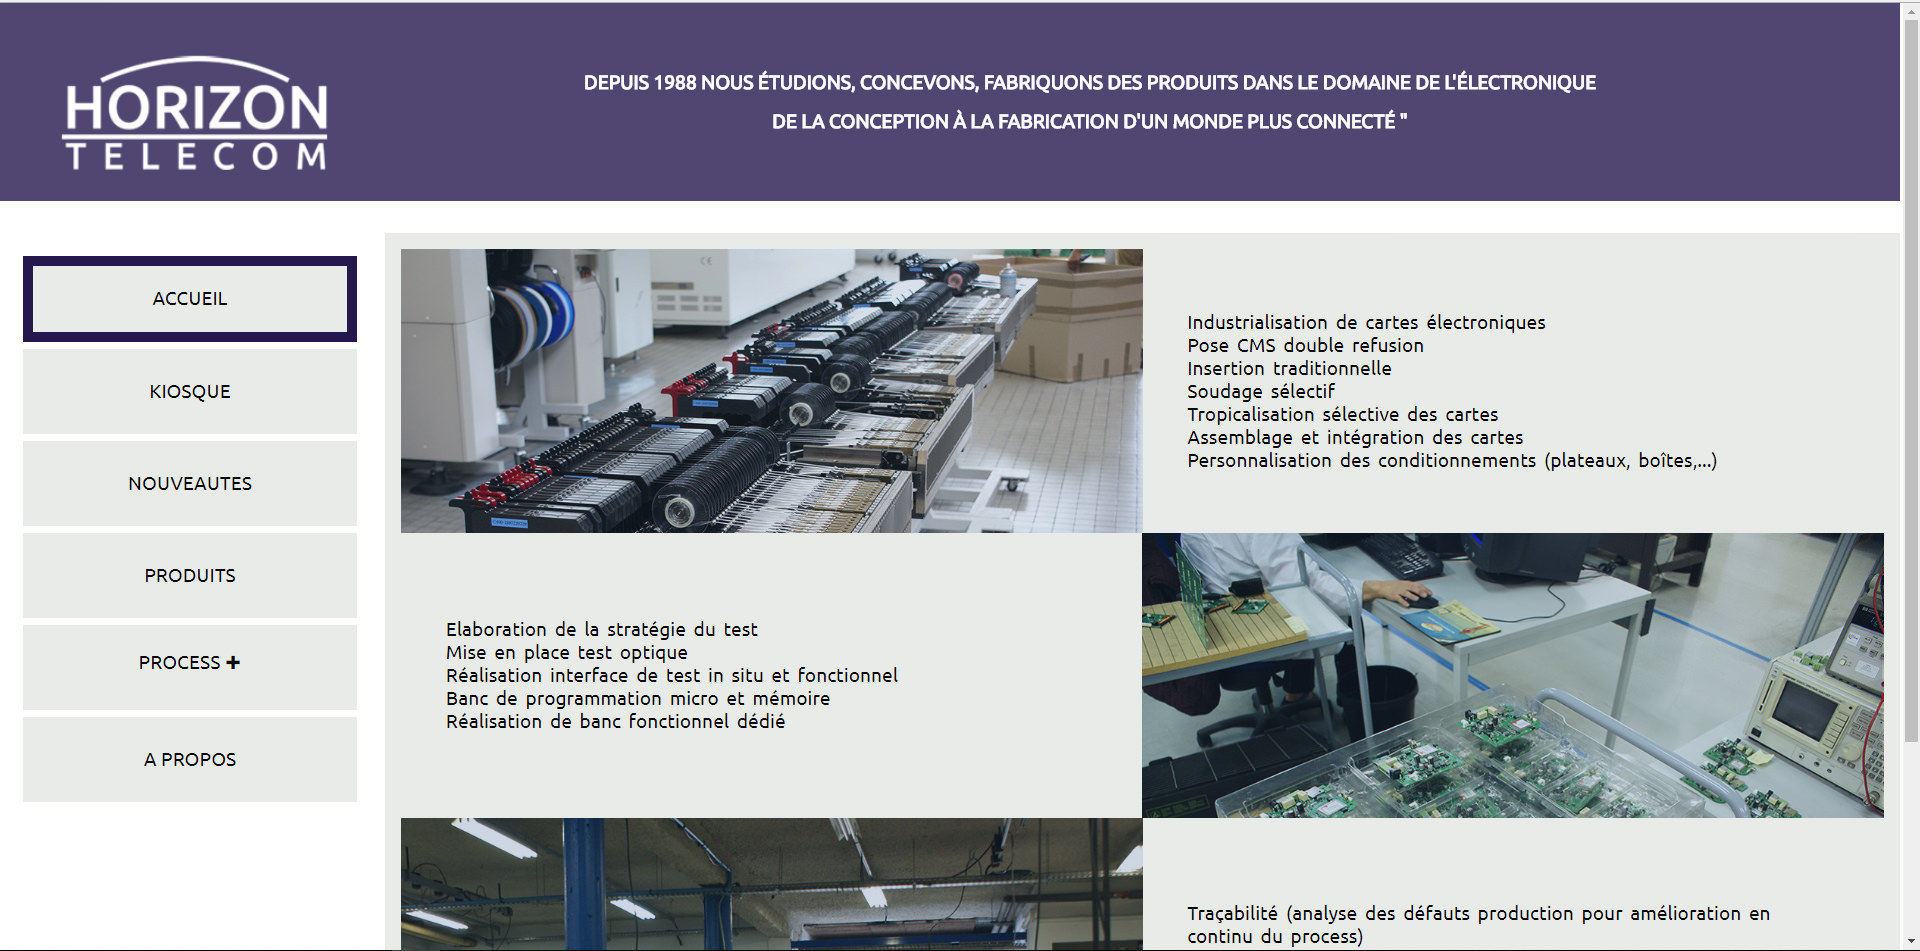 HORIZON
TELECOM
DEPUIS 1988 NOUS ÉTUDIONS, CONCEVONS, FABRIQUONS DES PRODUITS DANS LE DOMAINE DE L'ÉLECTRONIQUE
DE LA CONCEPTION À LA FABRICATION D'UN MONDE PLUS CONNECTÉ "
ACCUEIL
KIOSQUE
NOUVEAUTES
PRODUITS
PROCESS +
A PROPOS
Industrialisation de cartes électroniques
Pose CMS double refusion
Insertion traditionnelle
Soudage sélectif
Tropicalisation sélective des cartes
Assemblage et intégration des cartes
Personnalisation des conditionnements (plateaux, boîtes,...)
Elaboration de la stratégie du test
Mise en place test optique
Réalisation interface de test in situ et fonctionnel
Banc de programmation micro et mémoire
Réalisation de banc fonctionnel dédié
Traçabilité (analyse des défauts production pour amélioration en
continu du process)